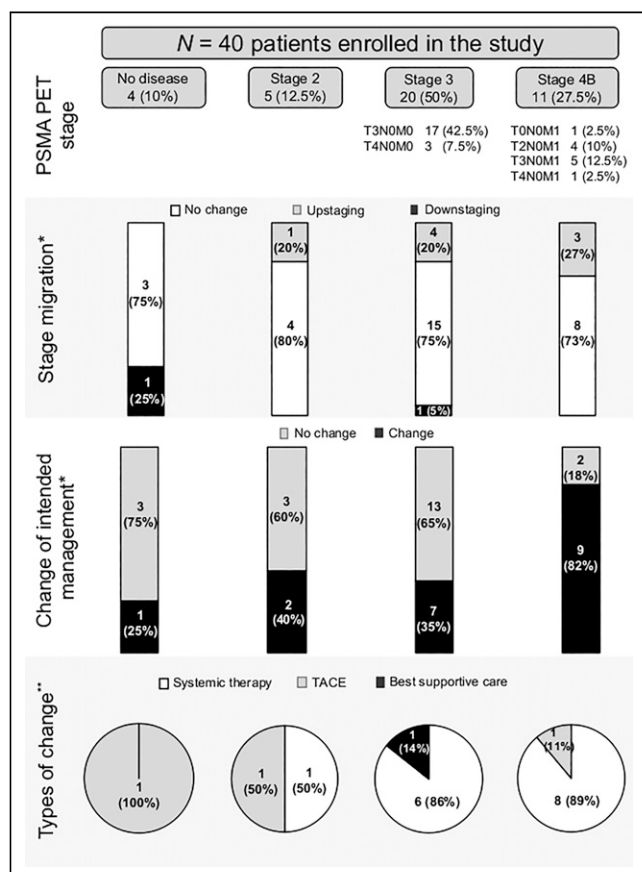 N = 40 patients enrolled in the study
PSMA PET
stage
No disease
4 (10%)
Stage 2
5 (12.5%)
Stage 3
20 (50%)
Stage 4B
11 (27.5%)
T3N0M0 17 (42.5%)
T4N0M0 3 (7.5%)
T0N0M1 1 (2.5%)
T2N0M1 4 (10%)
T3N0M1 5 (12.5%)
T4N0M1 1 (2.5%)
Stage migration*
No change Upstaging Downstaging
3
(75%)
1
(25%)
1
(20%)
4
(80%)
4
(20%)
15
(75%)
1 (5%)
3
(27%)
8
(73%)
Change of intended
management*
No change Change
3
(75%)
1
(25%)
3
(60%)
2
(40%)
13
(65%)
7
(35%)
2
(18%)
9
(82%)
Types of change**
Systemic therapy TACE Best supportive care
1
(100%)
1
(50%)
1
(50%)
1
(14%)
6 (86%)
1
(11%)
8 (89%)